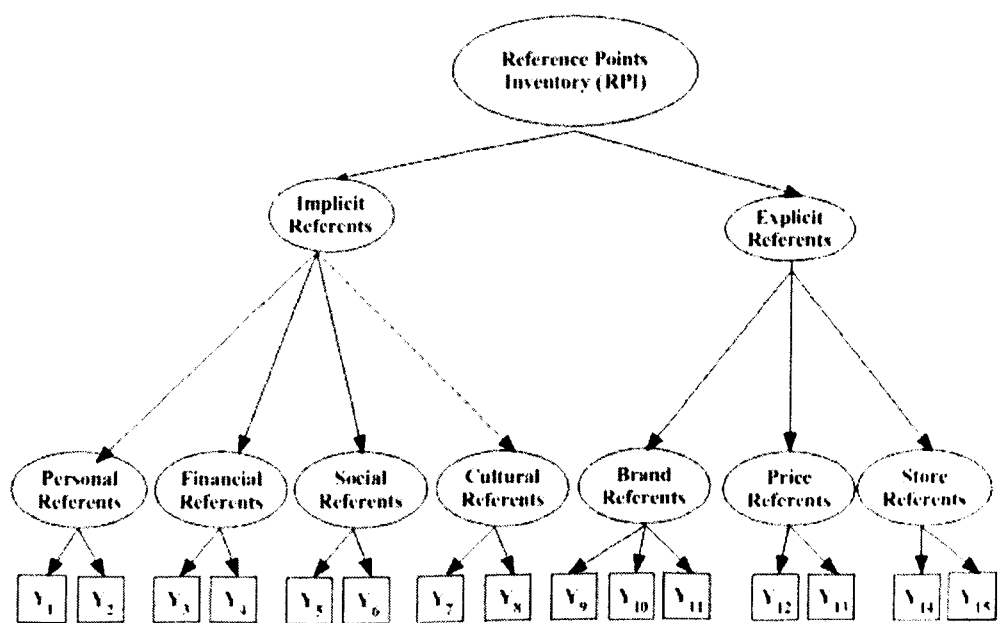 Reference Points
Inventory (RPI)
Implicit
Referents
Explicit
Referents
Personal
Referents
Financial
Referents
Social
Referents
Cultural
Referents
Brand
Referents
Price
Referents
Store
Referents
Y1 Y2 Y3 Y4 Y5 Y6 Y7 Y8 Y9 Y10 Y11 Y12 Y13 Y14 Y15